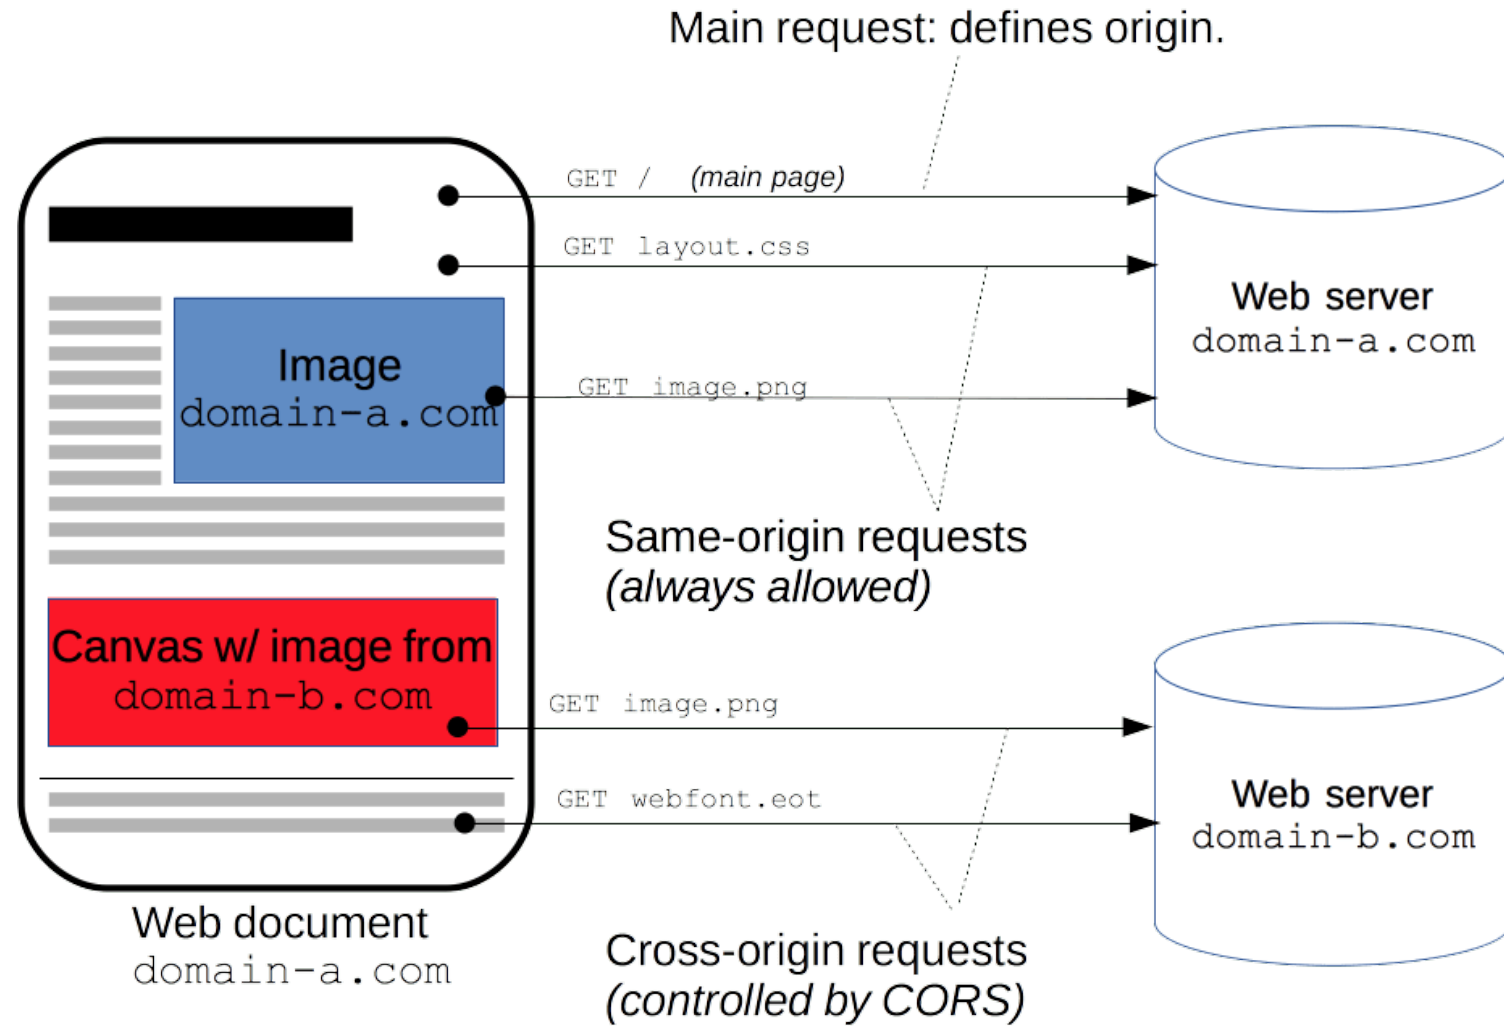 Main request: defines origin.
GET / (main page)
GET layout.css
Web server
domain-a.com
Image
domain-a.com
GET image.png
Same-origin requests
(always allowed)
Canvas w/ image from
domain-b.com
GET image.png
GET webfont.eot
Web server
domain-b.com
Web document
domain-a.com
Cross-origin requests
(controlled by CORS)